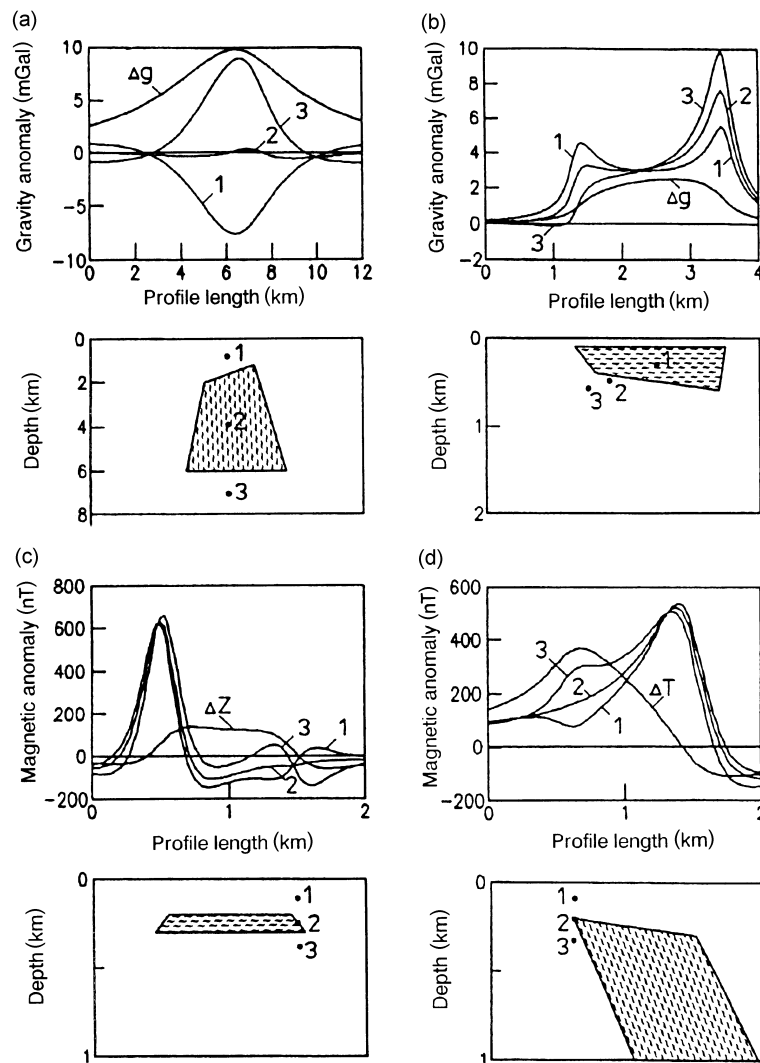 (a)
Gravity anomaly (mGal)
10
5
0
−5
−10
Δg
3
2
1
0 2 4 6 8 10 12
Profile length (km)
Depth (km)
0
2
4
6
8
1
2
3
(b)
Gravity anomaly (mGal)
10
8
6
4
2
0
−2
1
3
2
1
Δg
3
0 1 2 3 4
Profile length (km)
Depth (km)
0
1
2
1
2
3
(c)
Magnetic anomaly (nT)
800
600
400
200
0
−200
ΔZ
3
1
2
0 1 2
Profile length (km)
Depth (km)
0
1
1
2
3
(d)
Magnetic anomaly (nT)
600
400
200
0
−200
3
2
ΔT
1
0 1 2
Profile length (km)
Depth (km)
0
1
1
2
3